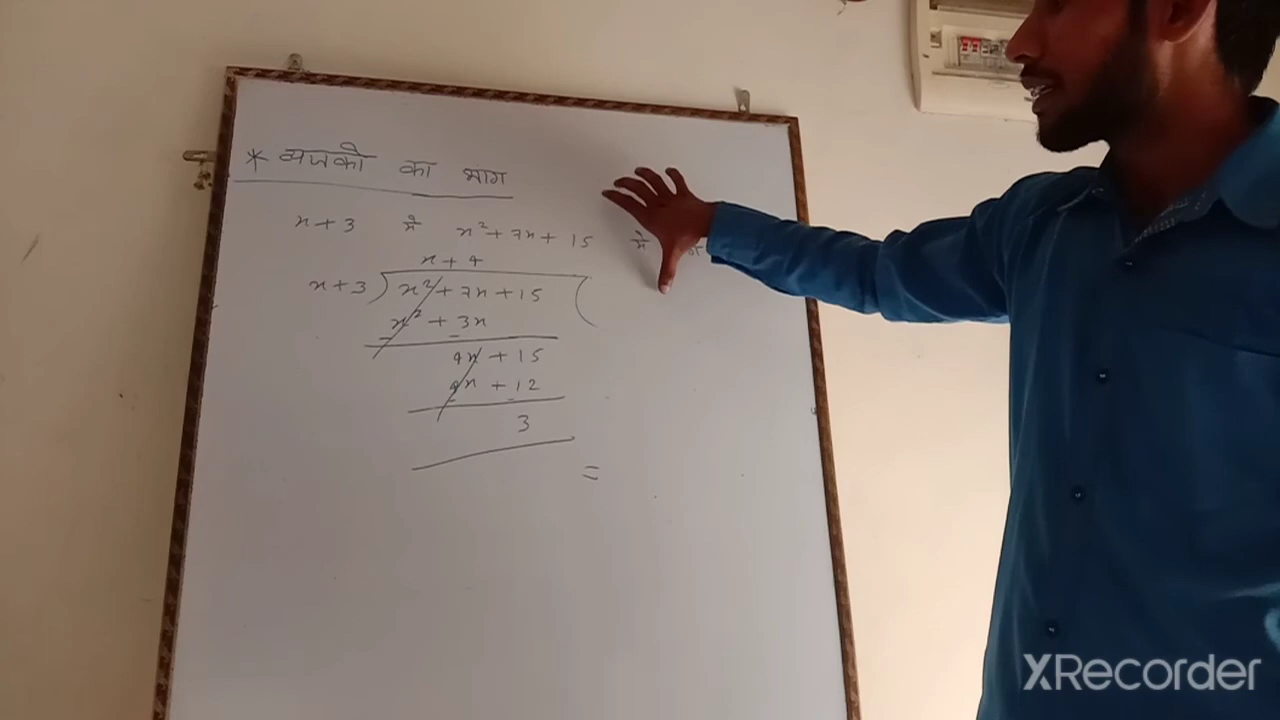 * व्यंजकों का भाग
x + 3 से x² + 7x + 15 में
x + 4
x + 3 ) x² + 7x + 15 (
x² + 3x
- -
4x + 15
4x + 12
- -
3
=
XRecorder